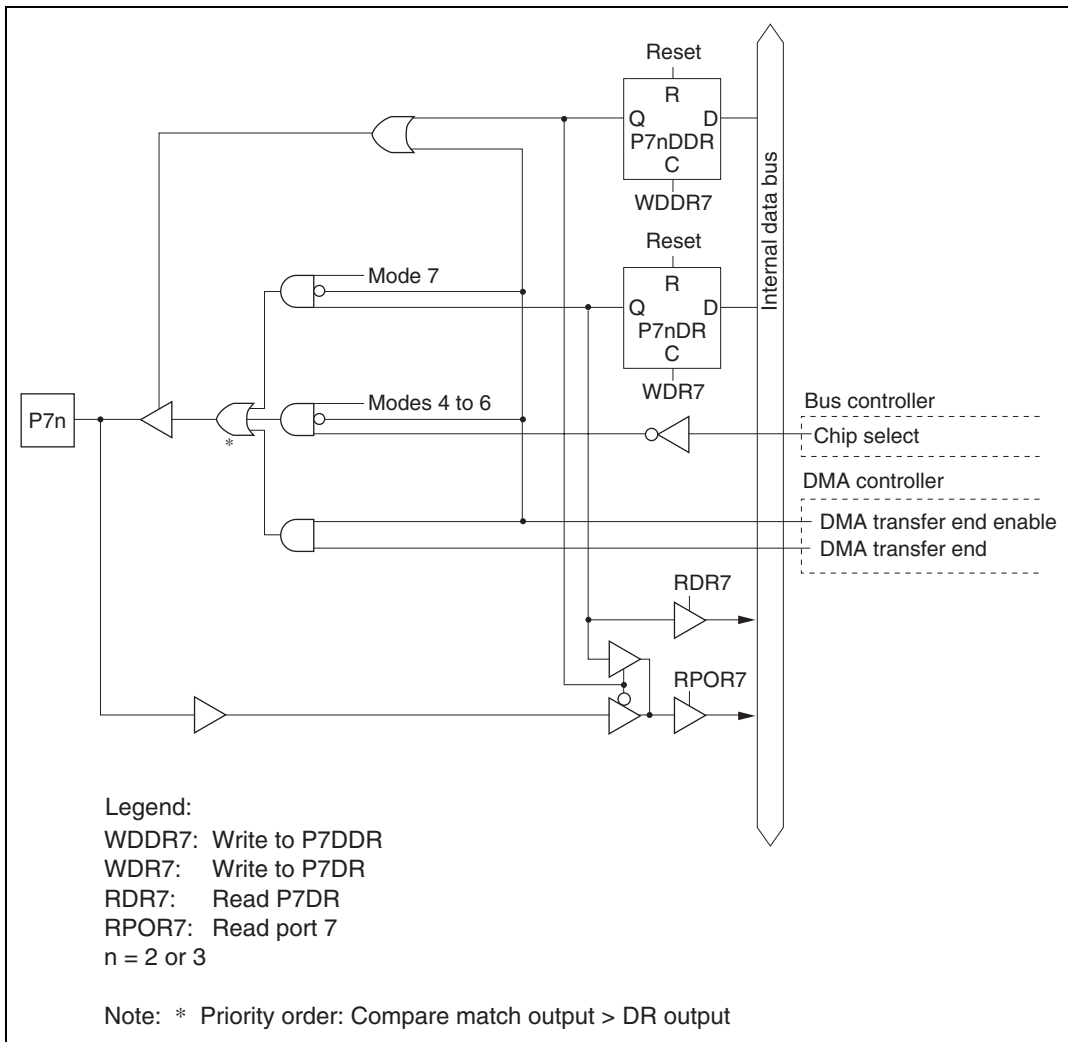 Reset
R
Q D
P7nDDR
C
WDDR7
Reset
R
Q D
P7nDR
C
WDR7
Internal data bus
Mode 7
Modes 4 to 6
P7n
*
Bus controller
Chip select
DMA controller
DMA transfer end enable
DMA transfer end
RDR7
RPOR7
Legend:
WDDR7: Write to P7DDR
WDR7: Write to P7DR
RDR7: Read P7DR
RPOR7: Read port 7
n = 2 or 3
Note: * Priority order: Compare match output > DR output